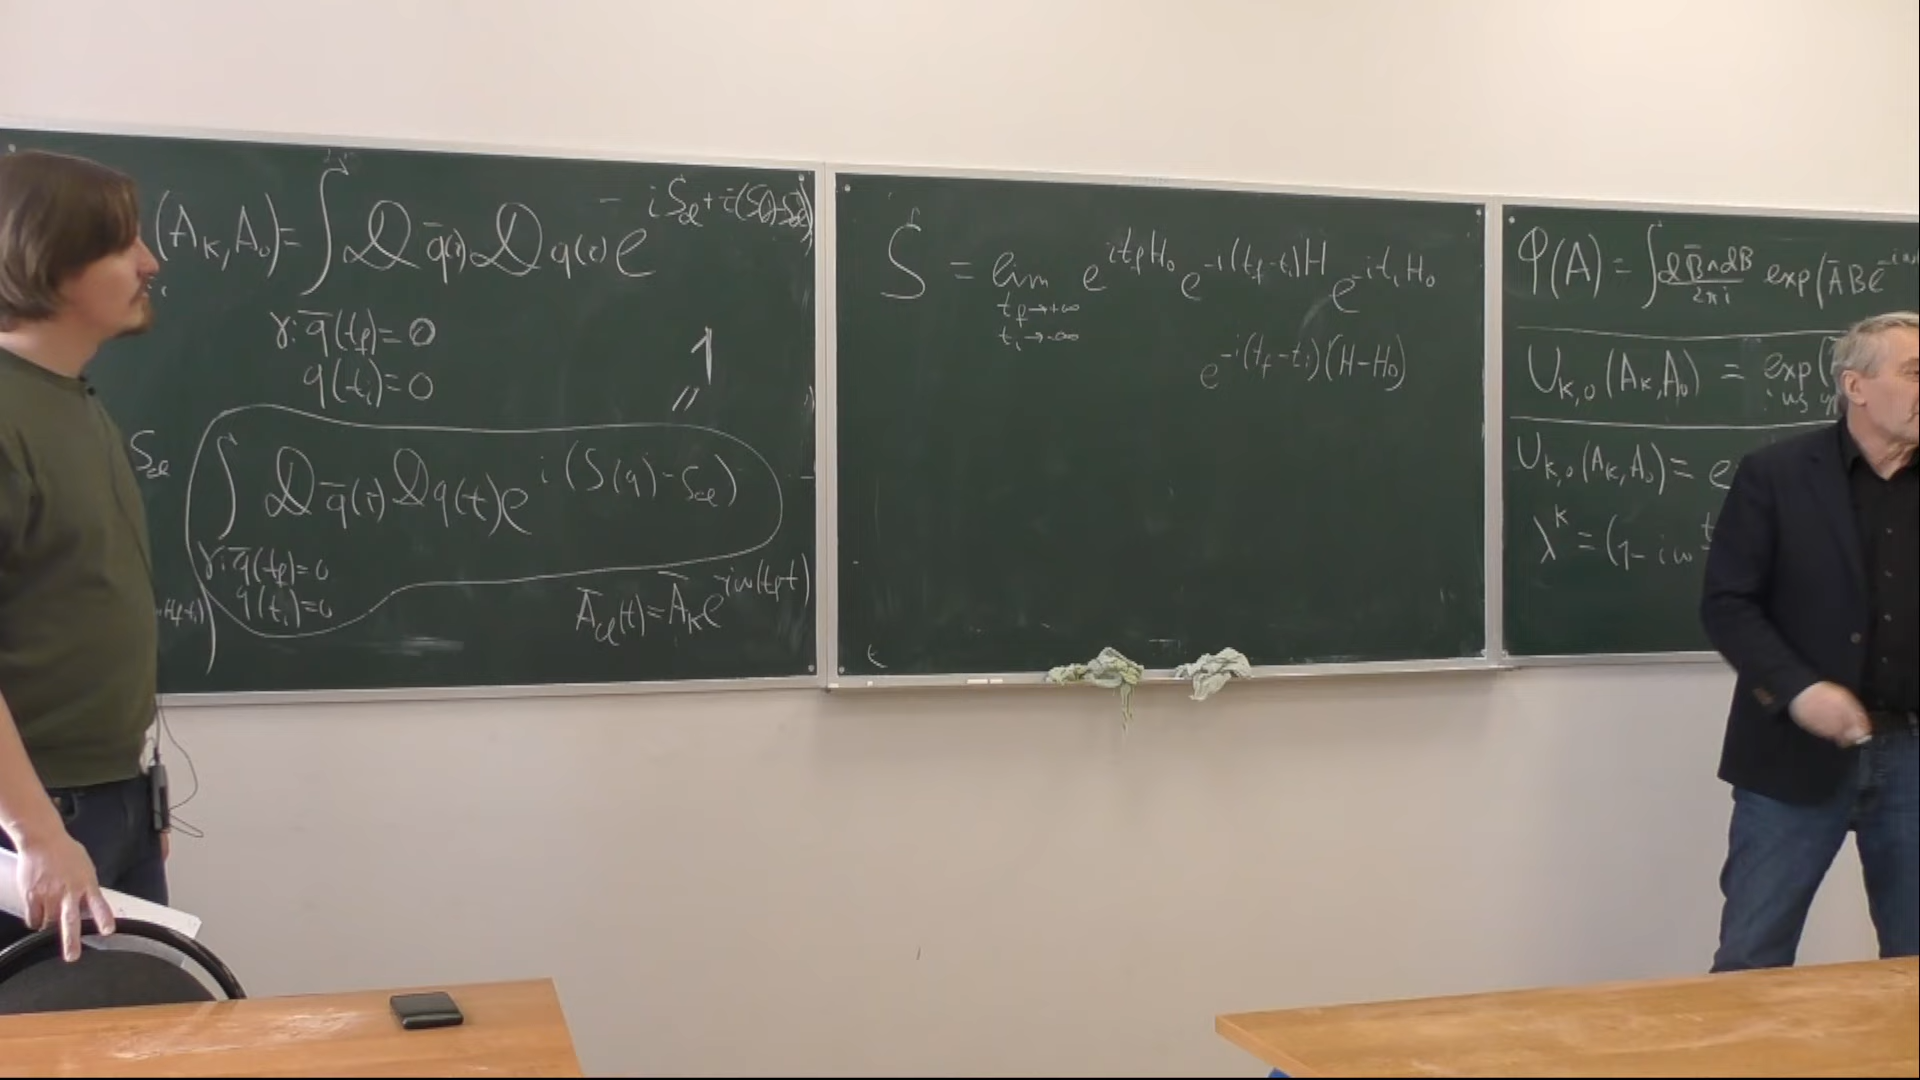 (A_K, A_0) = ∫ 𝒟q̄(t) 𝒟q(t) e^{iS_cl + i(S() - S_cl)}
γ: q̄(t_f) = 0
q(t_i) = 0
1
"
S_cl
∫ 𝒟q̄(t) 𝒟q(t) e^{i(S(q) - S_cl)}
γ: q̄(t_f) = 0
q(t_i) = 0
Ā_cl(t) = Ā_K e^{-iω(t_f - t)}
Ŝ = lim e^{it_f H_0} e^{-i(t_f - t_i)H} e^{-it_i H_0}
t_f → +∞
t_i → -∞
e^{-i(t_f - t_i)(H - H_0)}
φ(A) = ∫ dB̄∧dB / 2πi exp(ĀB e^{-iω
U_{K,0}(A_K, A_0) = exp(
U_{K,0}(A_K, A_0) = e
λ^K = (1 - iω t